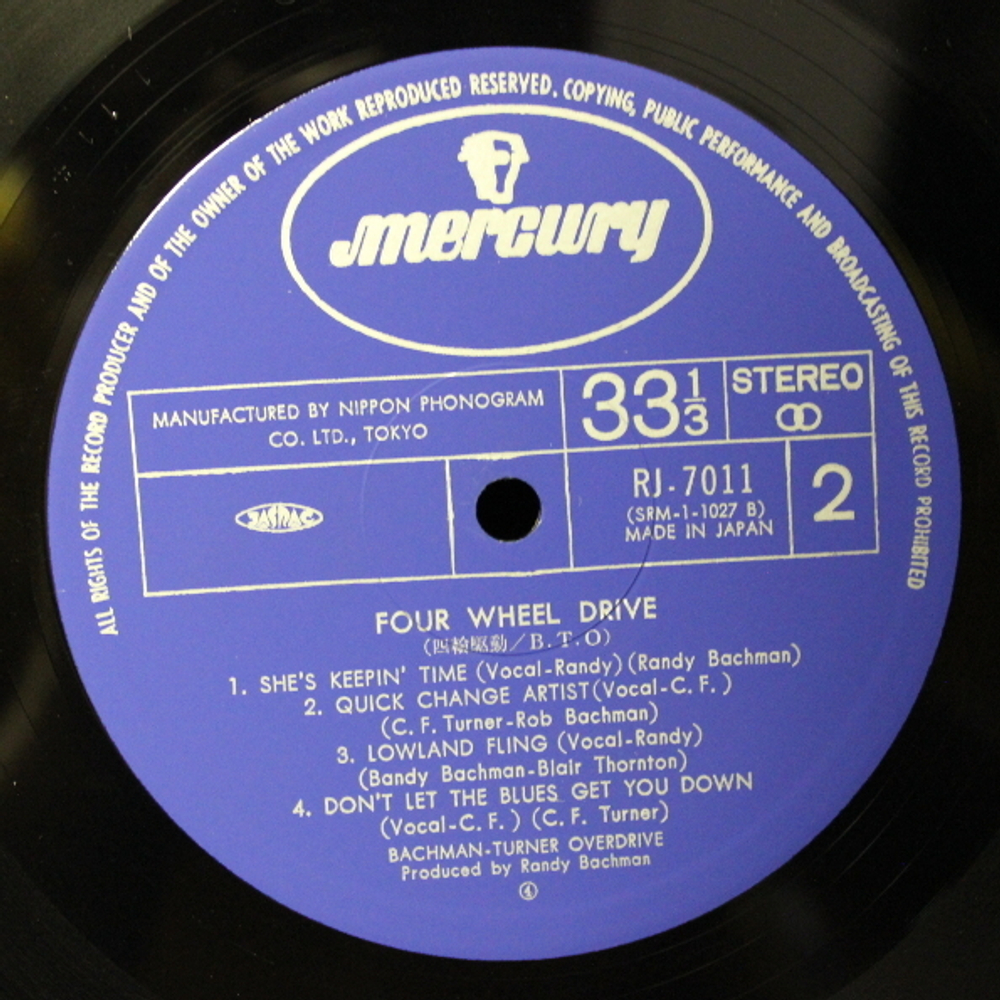 ALL RIGHTS OF THE RECORD PRODUCER AND OF THE OWNER OF THE WORK REPRODUCED RESERVED. COPYING, PUBLIC PERFORMANCE AND BROADCASTING OF THIS RECORD PROHIBITED
mercury
MANUFACTURED BY NIPPON PHONOGRAM
CO. LTD., TOKYO
33 1/3
STEREO
JASRAC
RJ-7011
(SRM-1-1027 B)
MADE IN JAPAN
2
FOUR WHEEL DRIVE
(四輪駆動/B.T.O)
1. SHE'S KEEPIN' TIME (Vocal-Randy) (Randy Bachman)
2. QUICK CHANGE ARTIST (Vocal-C. F. )
(C. F. Turner-Rob Bachman)
3. LOWLAND FLING (Vocal-Randy)
(Bandy Bachman-Blair Thornton)
4. DON'T LET THE BLUES GET YOU DOWN
(Vocal-C. F. ) (C. F. Turner)
BACHMAN-TURNER OVERDRIVE
Produced by Randy Bachman
④